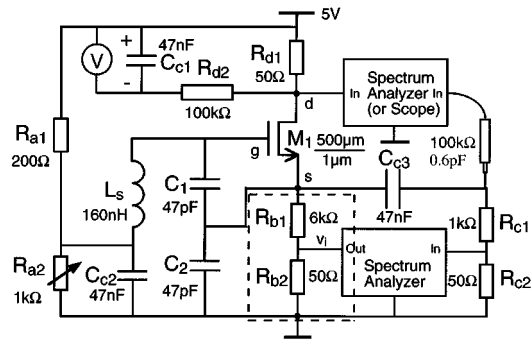 5V
+
V
-
47nF
Cc1
Rd2
100kΩ
Rd1
50Ω
d
In
Spectrum
Analyzer
(or Scope)
In
Ra1
200Ω
g
M1
500µm
1µm
100kΩ
0.6pF
Cc3
47nF
s
Ls
160nH
C1
47pF
Rb1
6kΩ
1kΩ
Rc1
Ra2
1kΩ
Cc2
47nF
C2
47pF
vi
Rb2
50Ω
Out
In
Spectrum
Analyzer
50Ω
Rc2